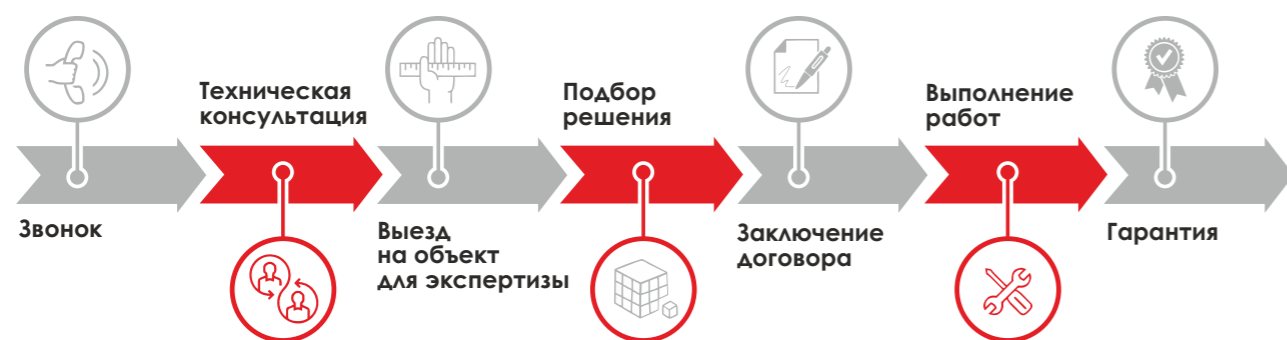 Звонок
Техническая
консультация
Выезд
на объект
для экспертизы
Подбор
решения
Заключение
договора
Выполнение
работ
Гарантия